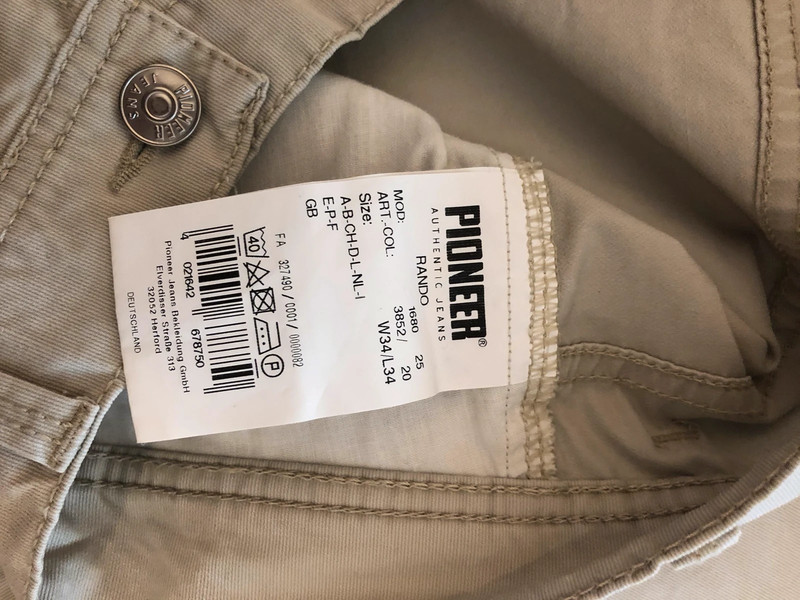 PIONEER
JEANS
PIONEER®
AUTHENTIC JEANS
MOD: RANDO 1680 25
ART.-COL: 3852/ 20
Size: W34/L34
A-B-CH-D-L-NL-I
E-P-F
GB
FA 327490 / 0001/ 0000082
40 P
4 021642 678750
Pioneer Jeans Bekleidung GmbH
Elverdisser Straße 313
32052 Herford
DEUTSCHLAND